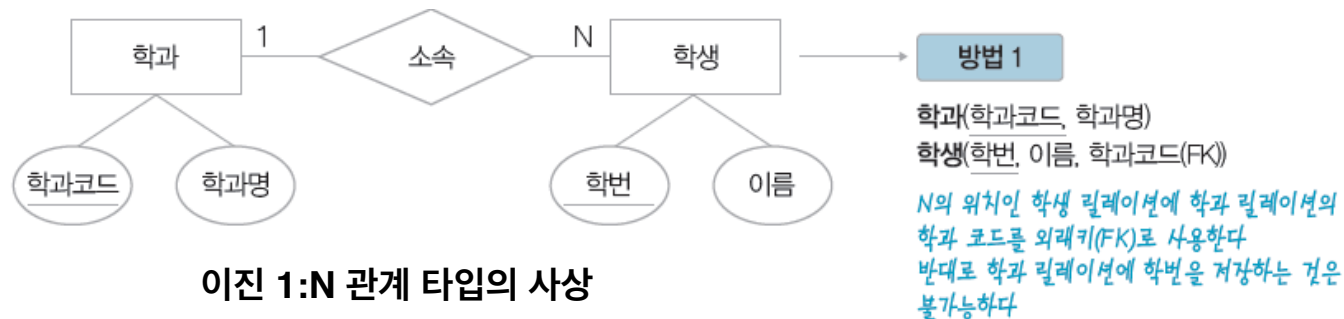 학과
1
소속
N
학생
방법 1
학과코드
학과명
학번
이름
학과(학과코드, 학과명)
학생(학번, 이름, 학과코드(FK))
N의 위치인 학생 릴레이션에 학과 릴레이션의
학과 코드를 외래키(FK)로 사용한다
반대로 학과 릴레이션에 학번을 저장하는 것은
불가능하다
이진 1:N 관계 타입의 사상